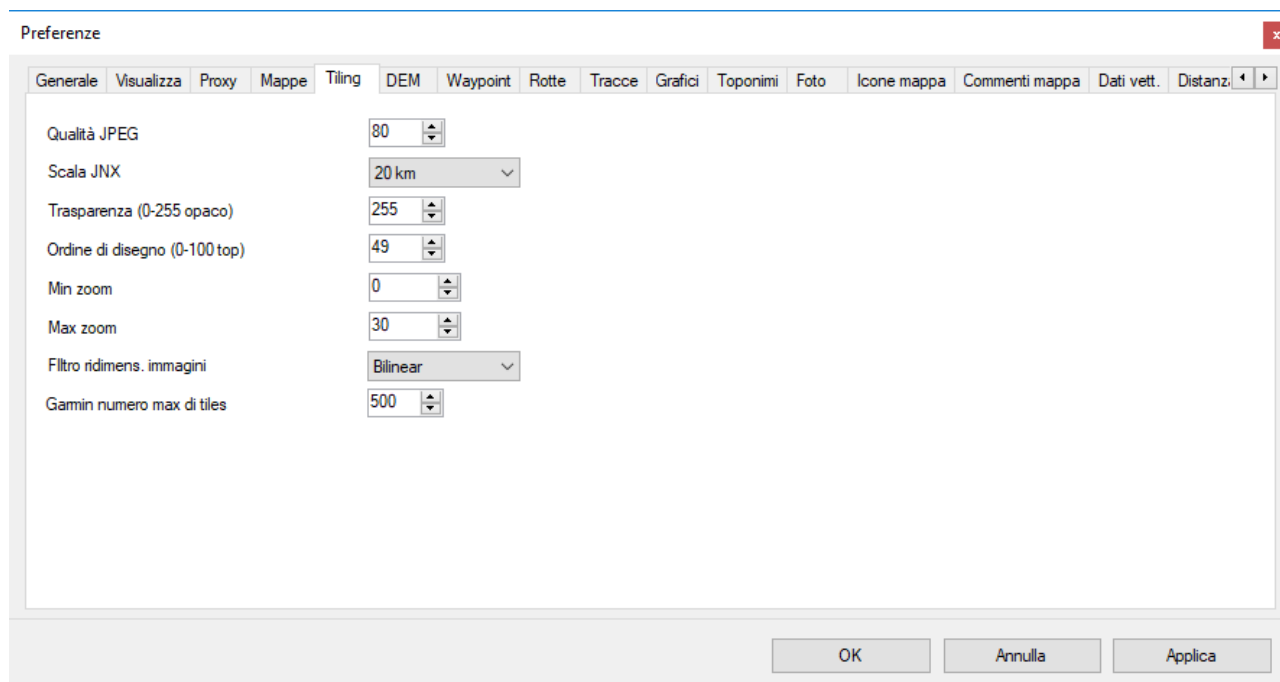 Preferenze
x
Generale Visualizza Proxy Mappe Tiling DEM Waypoint Rotte Tracce Grafici Toponimi Foto Icone mappa Commenti mappa Dati vett. Distanz
Qualità JPEG 80
Scala JNX 20 km
Trasparenza (0-255 opaco) 255
Ordine di disegno (0-100 top) 49
Min zoom 0
Max zoom 30
FIltro ridimens. immagini Bilinear
Garmin numero max di tiles 500
OK Annulla Applica